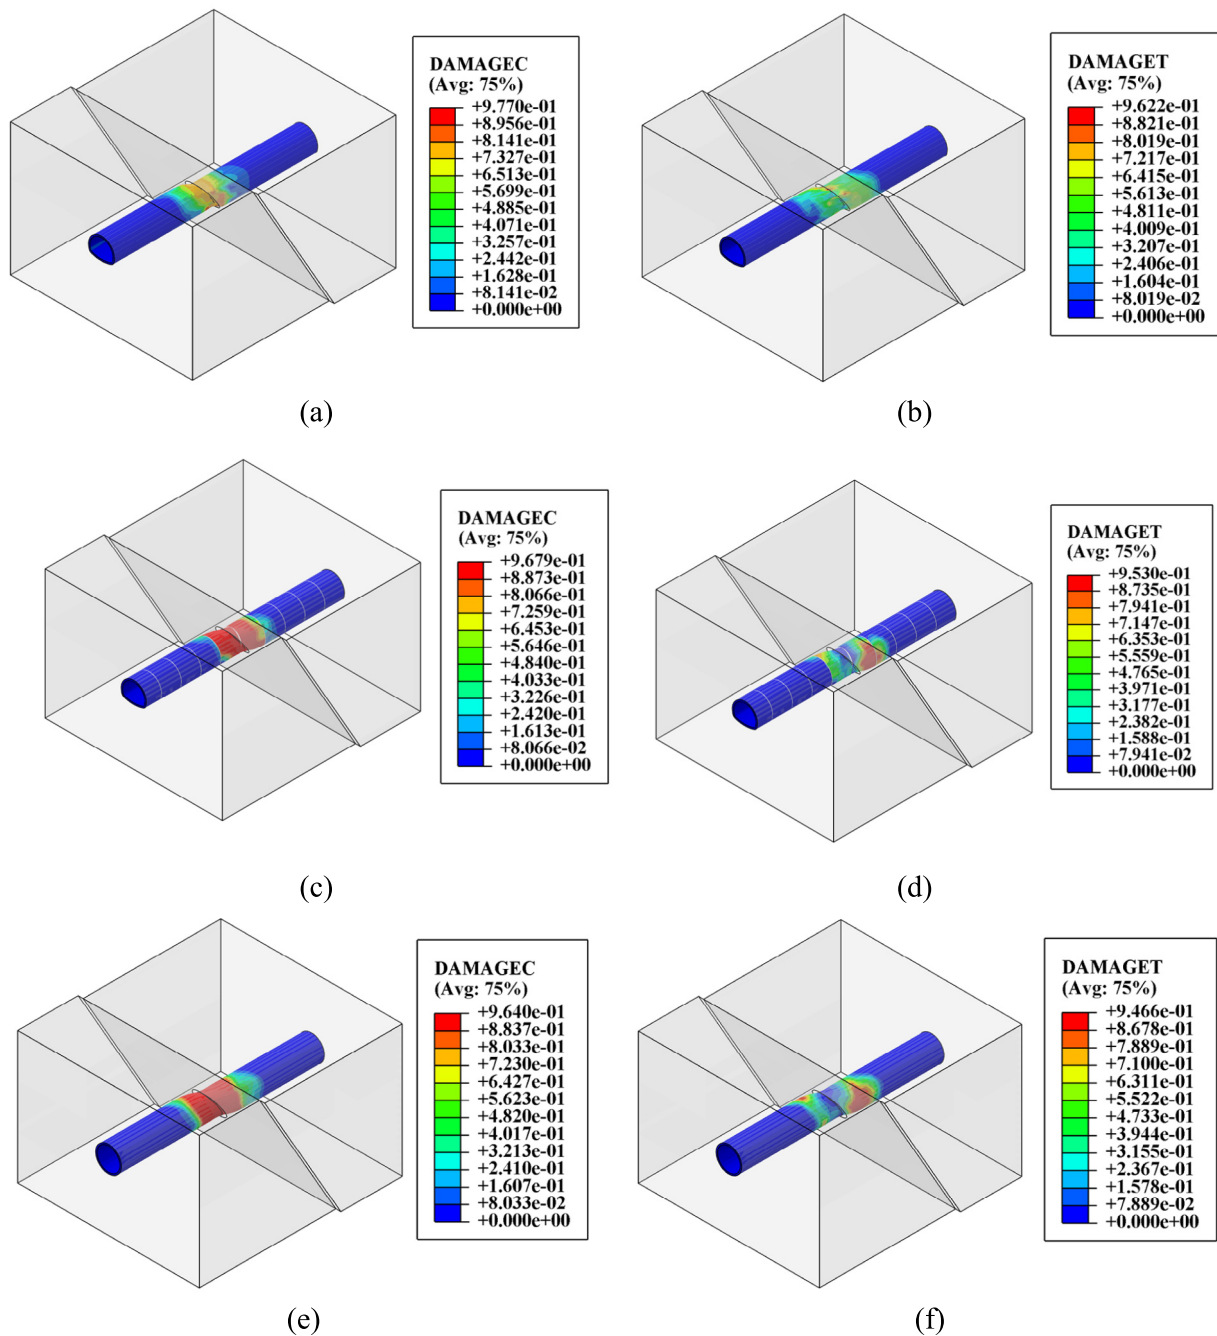 DAMAGEC
(Avg: 75%)
+9.770e-01
+8.956e-01
+8.141e-01
+7.327e-01
+6.513e-01
+5.699e-01
+4.885e-01
+4.071e-01
+3.257e-01
+2.442e-01
+1.628e-01
+8.141e-02
+0.000e+00
(a)
DAMAGET
(Avg: 75%)
+9.622e-01
+8.821e-01
+8.019e-01
+7.217e-01
+6.415e-01
+5.613e-01
+4.811e-01
+4.009e-01
+3.207e-01
+2.406e-01
+1.604e-01
+8.019e-02
+0.000e+00
(b)
DAMAGEC
(Avg: 75%)
+9.679e-01
+8.873e-01
+8.066e-01
+7.259e-01
+6.453e-01
+5.646e-01
+4.840e-01
+4.033e-01
+3.226e-01
+2.420e-01
+1.613e-01
+8.066e-02
+0.000e+00
(c)
DAMAGET
(Avg: 75%)
+9.530e-01
+8.735e-01
+7.941e-01
+7.147e-01
+6.353e-01
+5.559e-01
+4.765e-01
+3.971e-01
+3.177e-01
+2.382e-01
+1.588e-01
+7.941e-02
+0.000e+00
(d)
DAMAGEC
(Avg: 75%)
+9.640e-01
+8.837e-01
+8.033e-01
+7.230e-01
+6.427e-01
+5.623e-01
+4.820e-01
+4.017e-01
+3.213e-01
+2.410e-01
+1.607e-01
+8.033e-02
+0.000e+00
(e)
DAMAGET
(Avg: 75%)
+9.466e-01
+8.678e-01
+7.889e-01
+7.100e-01
+6.311e-01
+5.522e-01
+4.733e-01
+3.944e-01
+3.155e-01
+2.367e-01
+1.578e-01
+7.889e-02
+0.000e+00
(f)